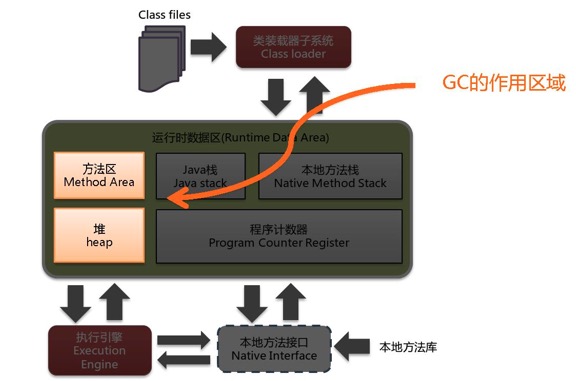 Class files
类装载器子系统
Class loader
GC的作用区域
运行时数据区(Runtime Data Area)
方法区
Method Area
Java栈
Java stack
本地方法栈
Native Method Stack
堆
heap
程序计数器
Program Counter Register
执行引擎
Execution
Engine
本地方法接口
Native Interface
本地方法库